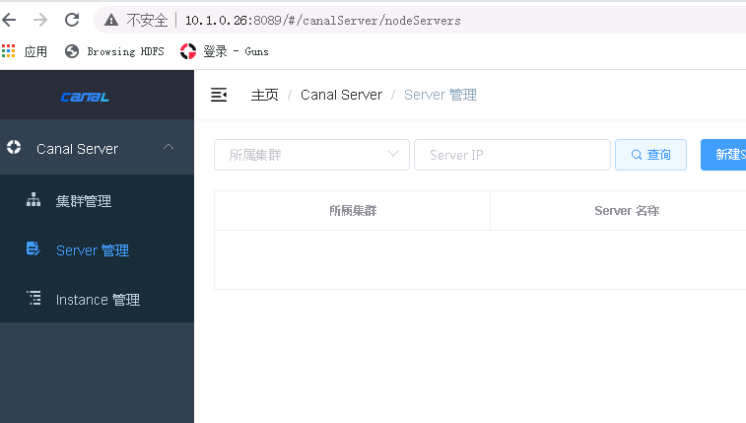 不安全 | 10.1.0.26:8089/#/canalServer/nodeServers
应用 Browsing HDFS 登录 - Guns
CANAL 主页 / Canal Server / Server 管理
Canal Server
所属集群 Server IP 查询 新建S
集群管理
所属集群 Server 名称
Server 管理
Instance 管理